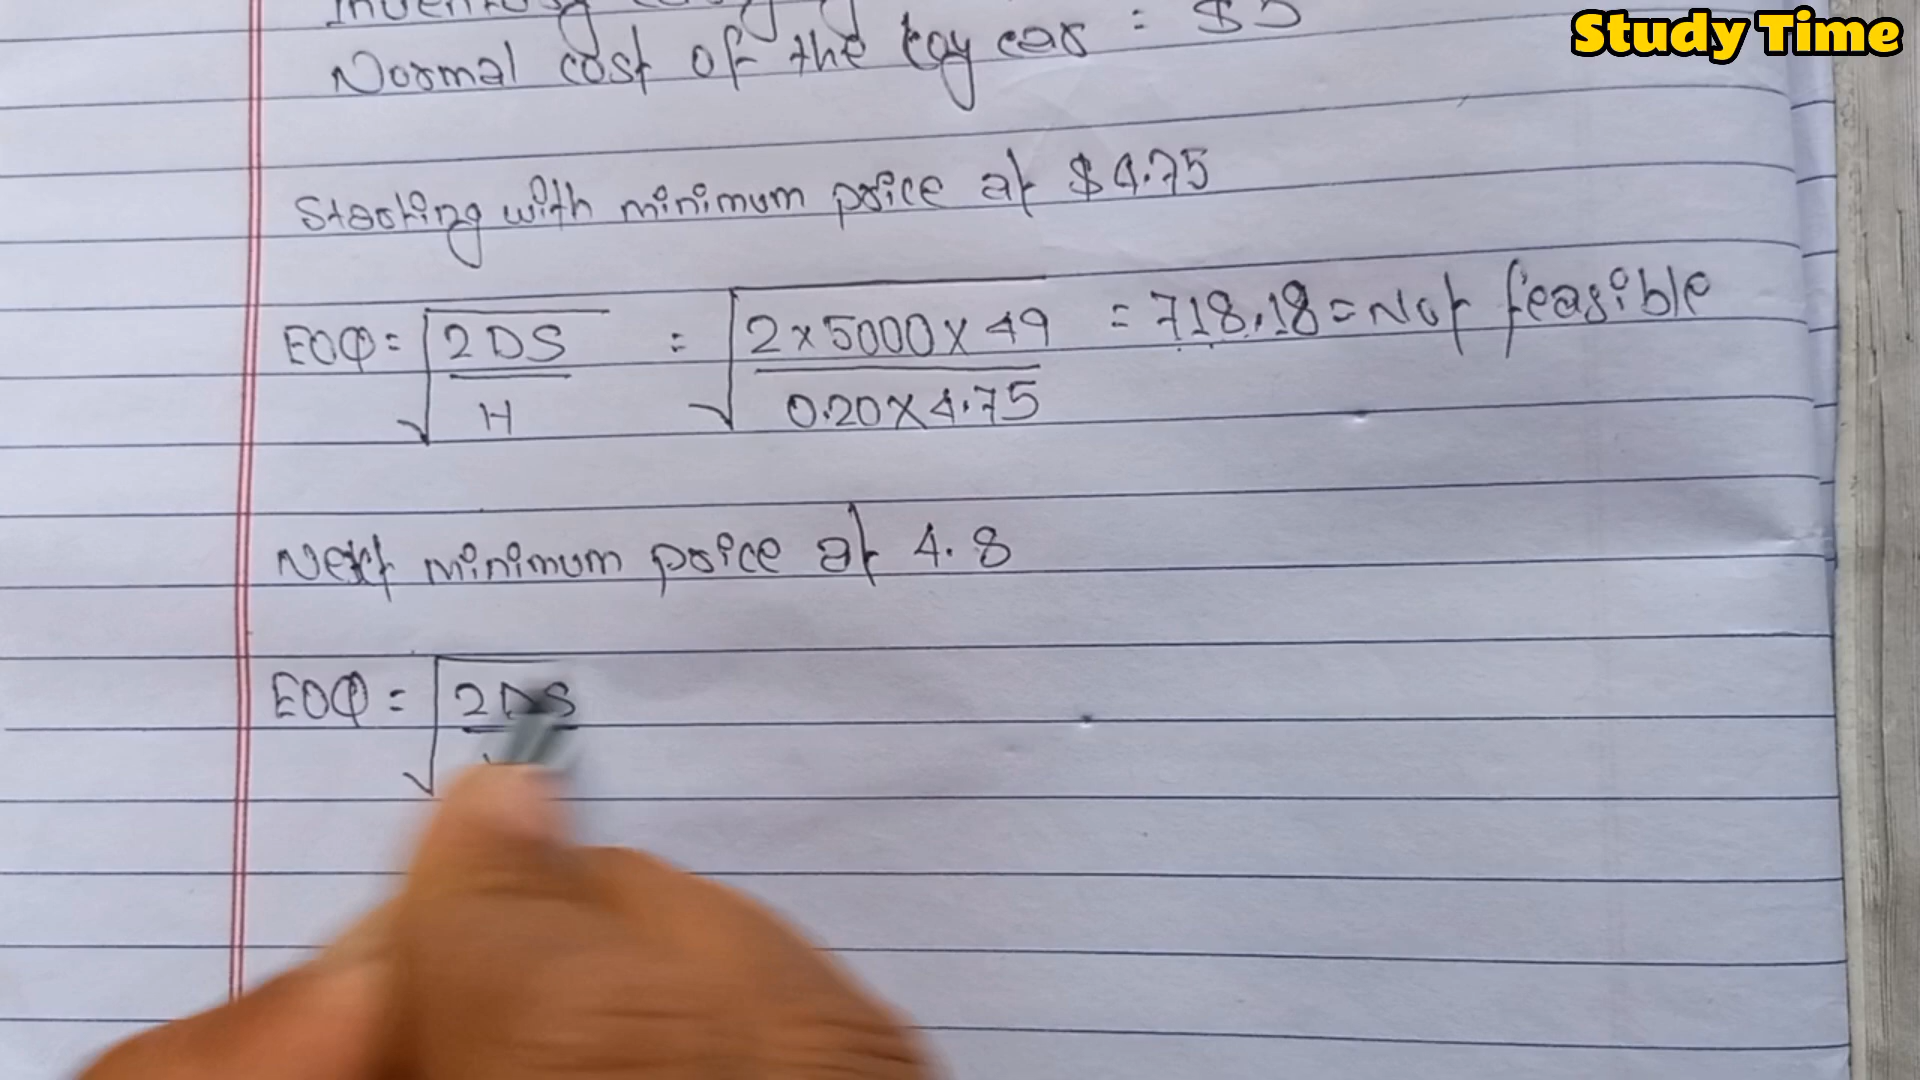 Study Time
Inventory
Normal cost of the toy car : $5
Starting with minimum price at $4.75
EOQ = √2DS/H = √2×5000×49/0.20×4.75 = 718.18 = Not feasible
Next minimum price at 4.8
EOQ = √2DS